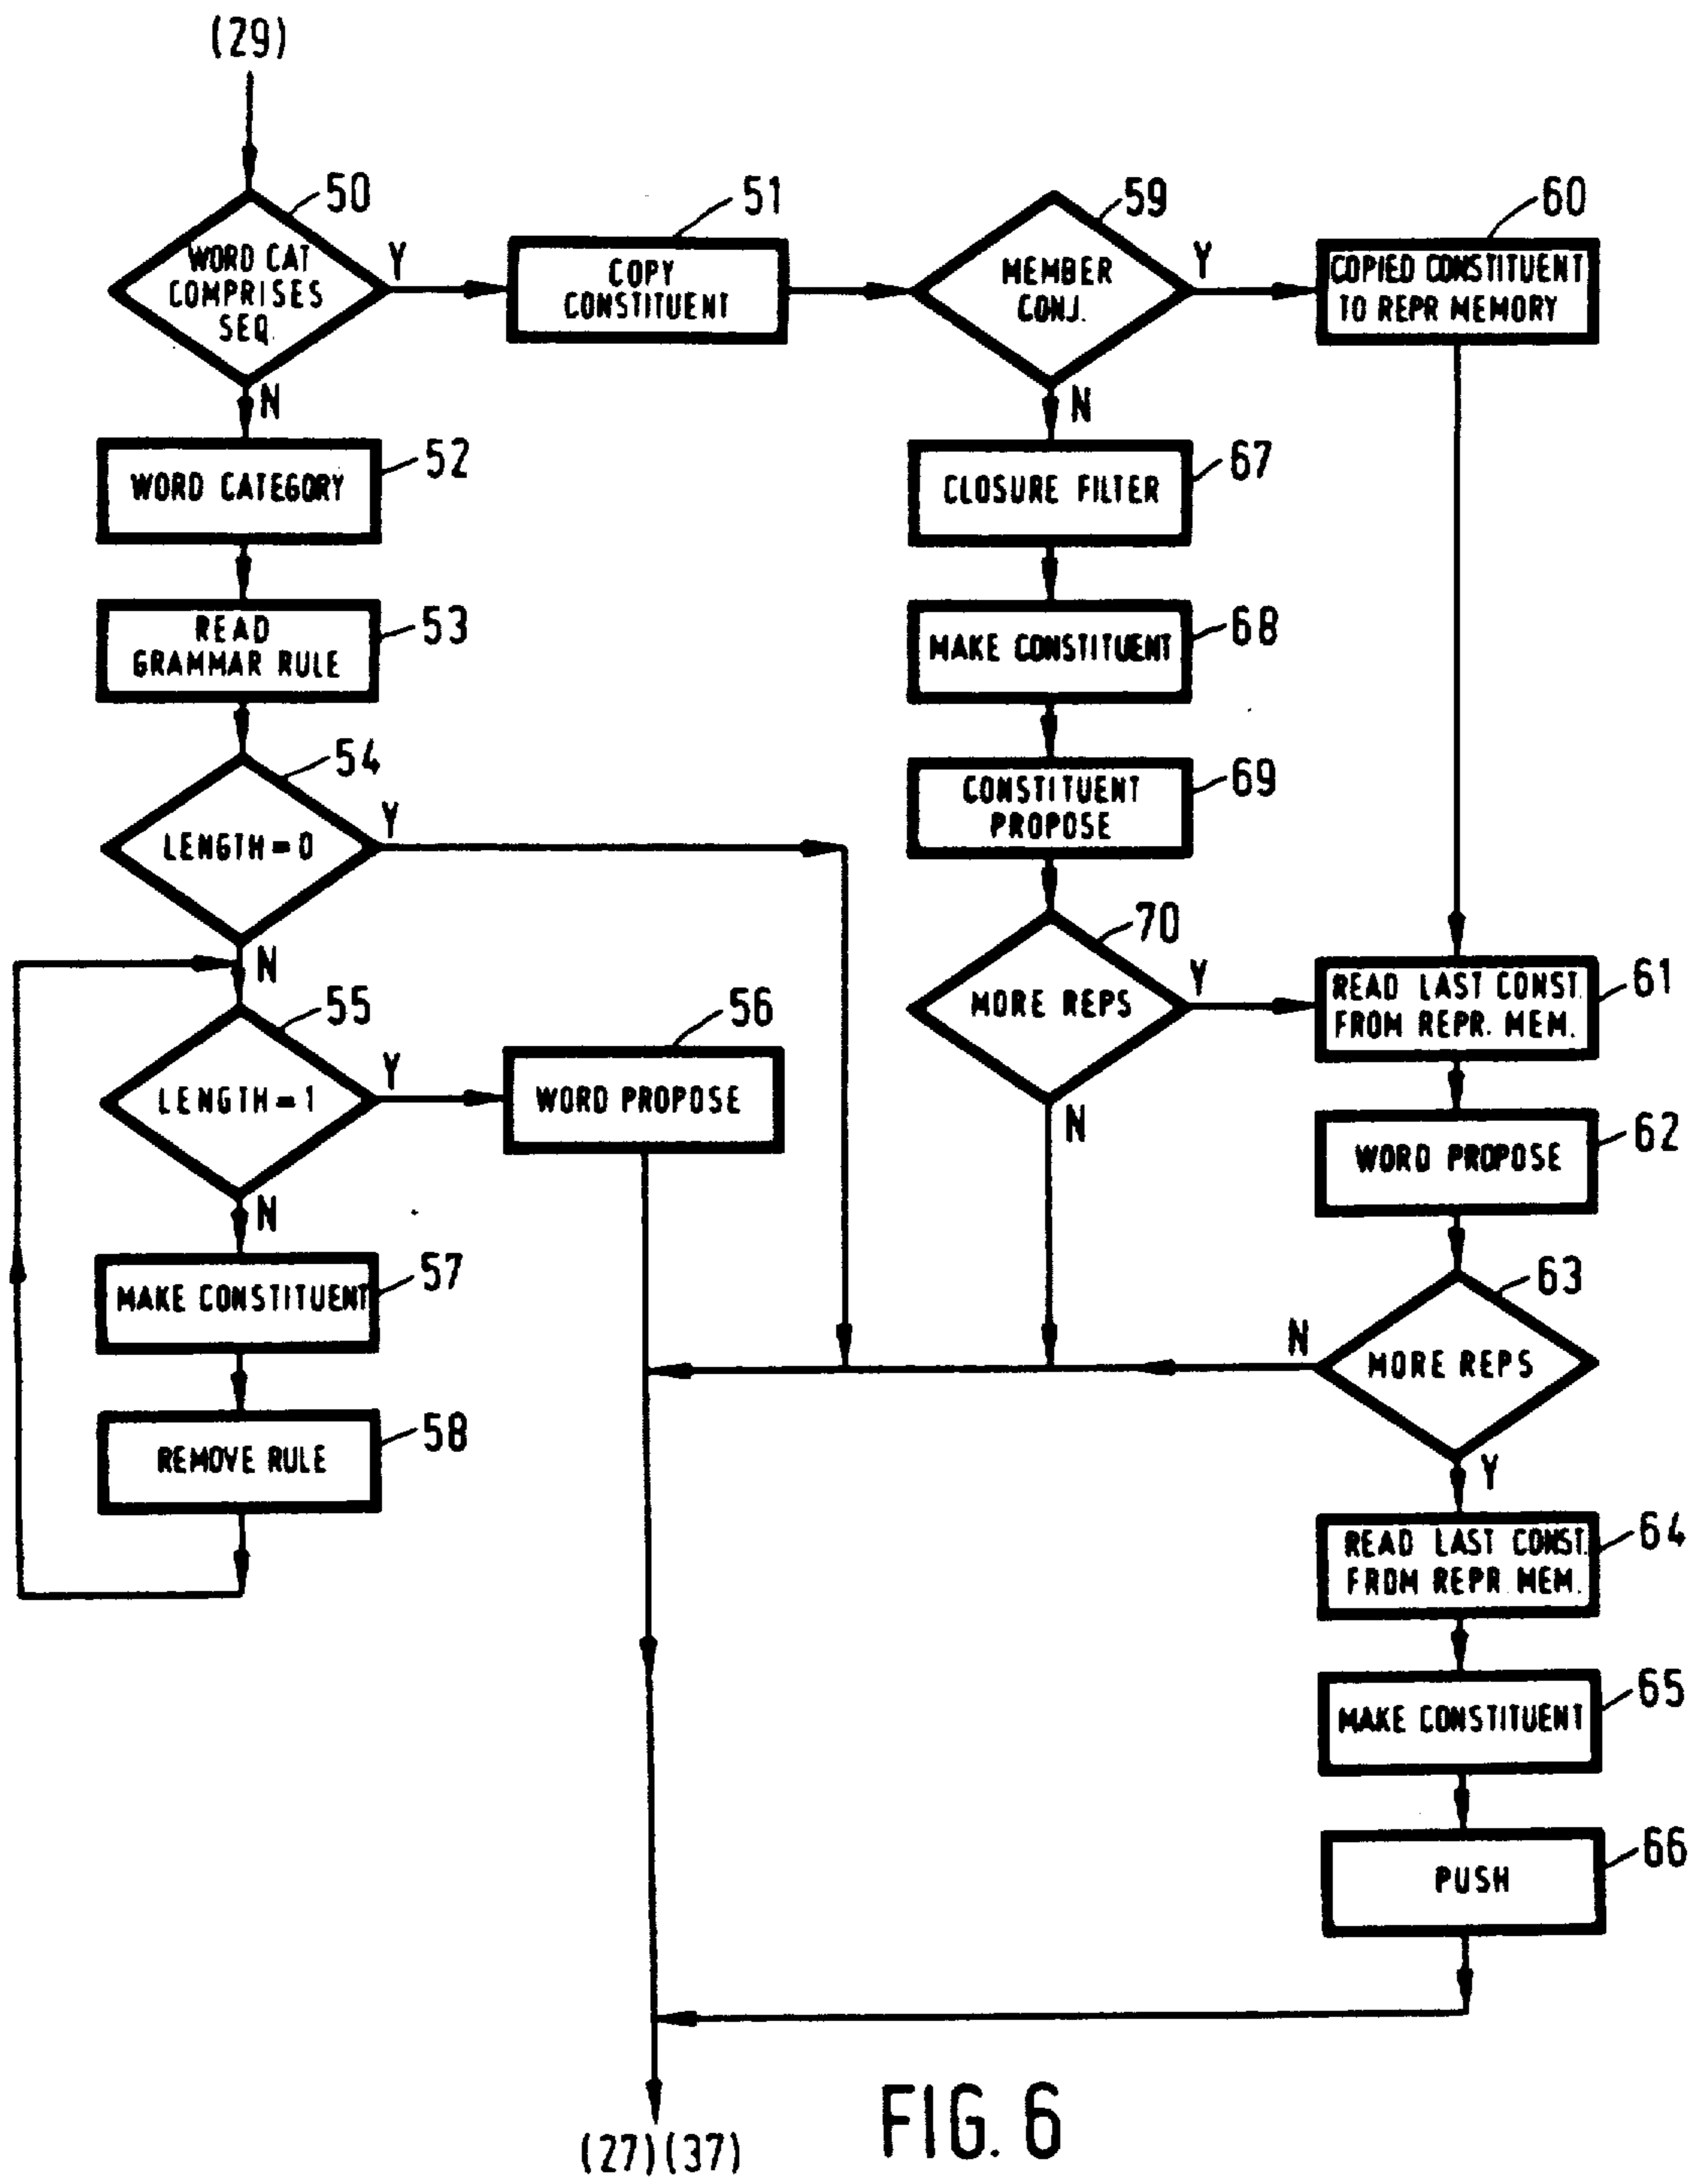 (29)
50
WORD CAT
COMPRISES
SEQ.
Y
N
51
COPY
CONSTITUENT
59
MEMBER
CONJ.
Y
N
60
COPIED CONSTITUENT
TO REPR MEMORY
52
WORD CATEGORY
53
READ
GRAMMAR RULE
54
LENGTH = 0
Y
N
55
LENGTH = 1
Y
N
56
WORD PROPOSE
57
MAKE CONSTITUENT
58
REMOVE RULE
67
CLOSURE FILTER
68
MAKE CONSTITUENT
69
CONSTITUENT
PROPOSE
70
MORE REPS
Y
N
61
READ LAST CONST.
FROM REPR. MEM.
62
WORD PROPOSE
63
MORE REPS
N
Y
64
READ LAST CONST.
FROM REPR. MEM.
65
MAKE CONSTITUENT
66
PUSH
(27)(37)
FIG. 6